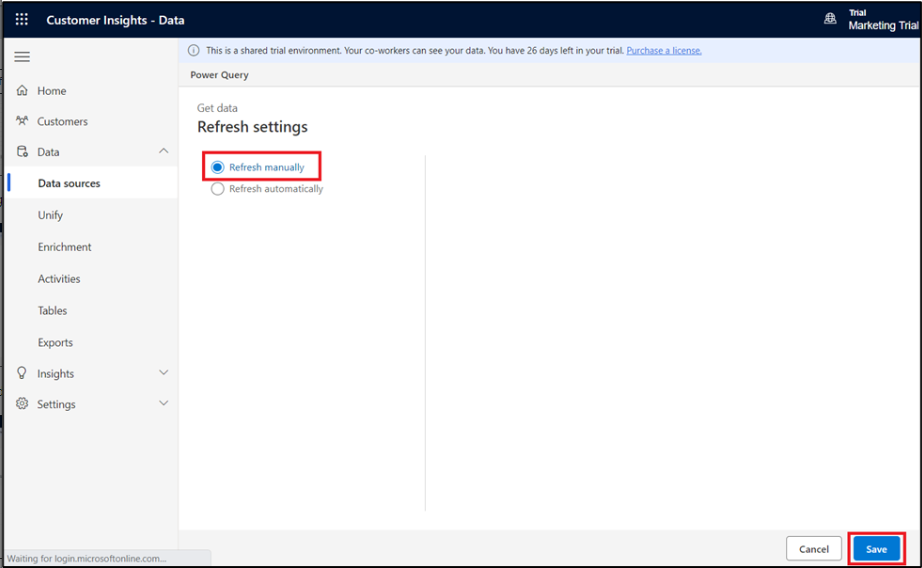 Customer Insights - Data
Trial
Marketing Trial
This is a shared trial environment. Your co-workers can see your data. You have 26 days left in your trial. Purchase a license.
Home
Customers
Data
Data sources
Unify
Enrichment
Activities
Tables
Exports
Insights
Settings
Power Query
Get data
Refresh settings
Refresh manually
Refresh automatically
Cancel
Save
Waiting for login.microsoftonline.com...